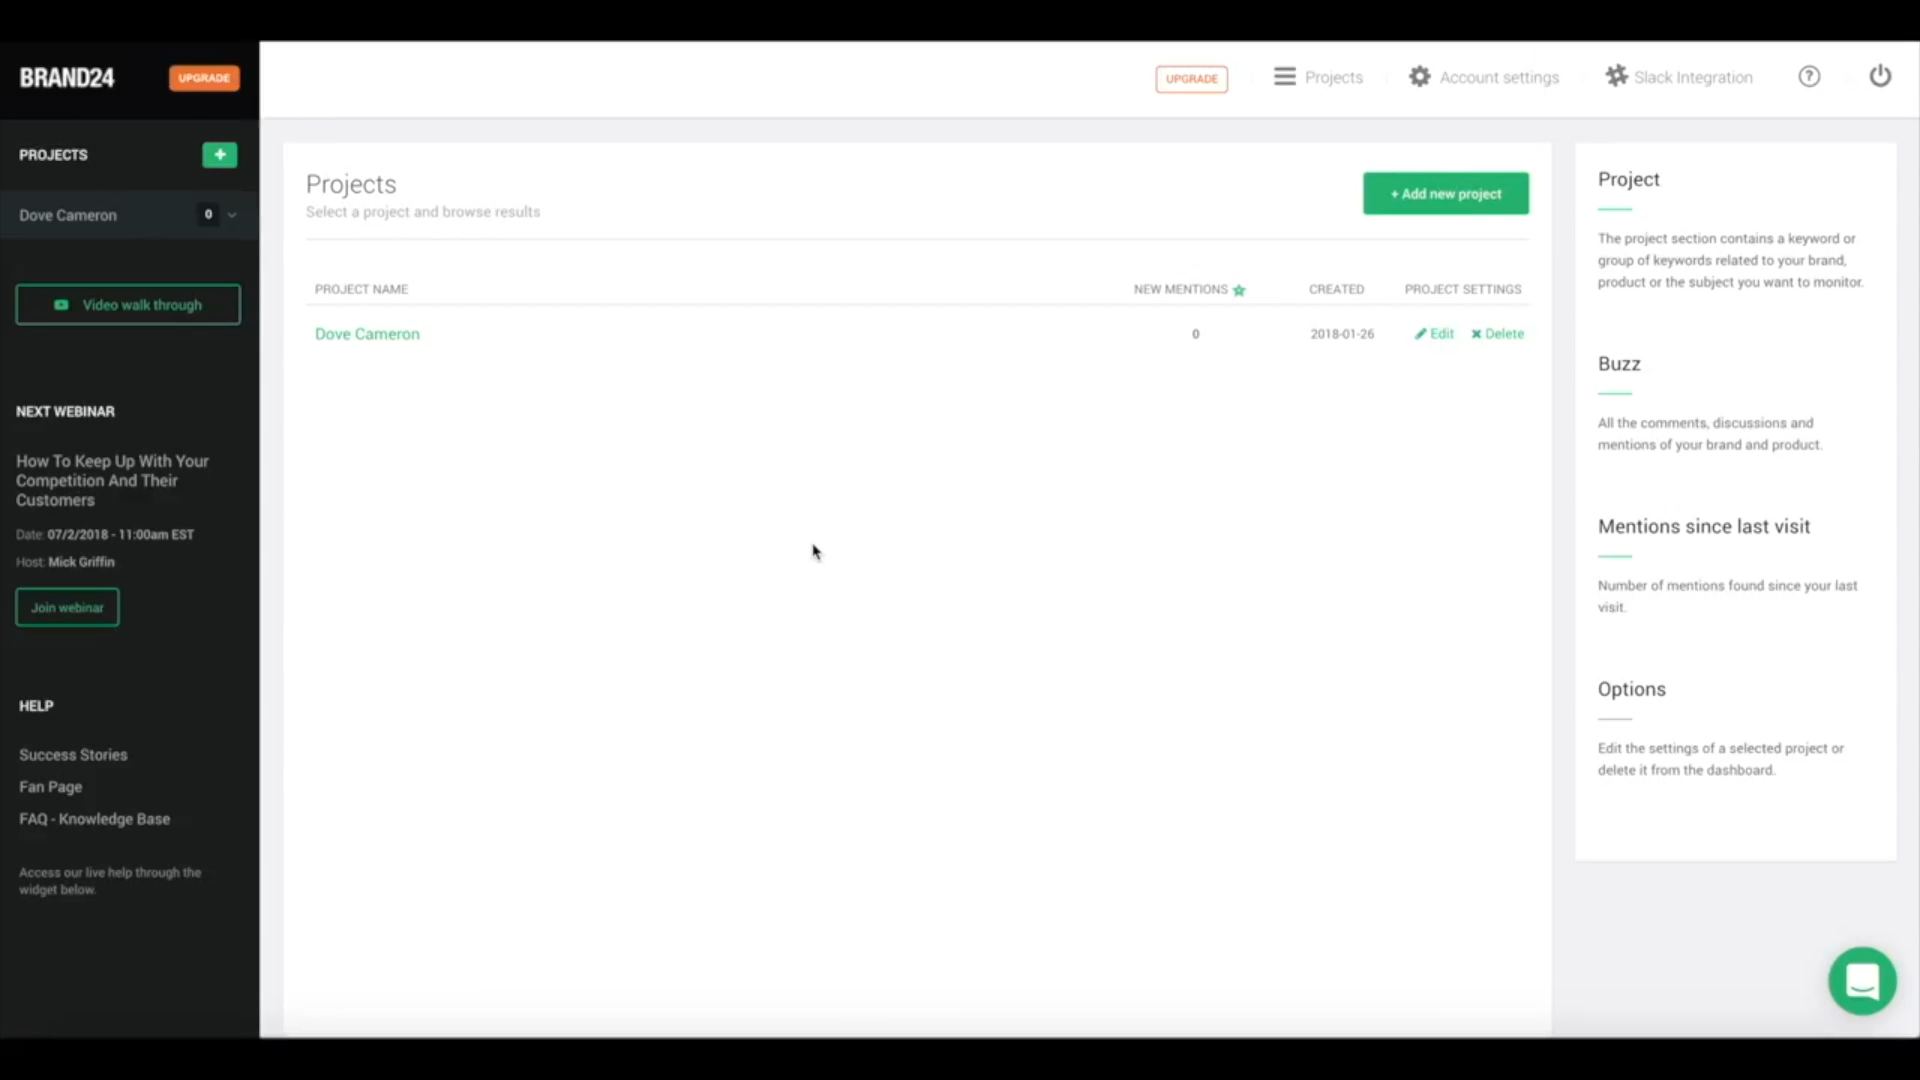 BRAND24
UPGRADE
UPGRADE
Projects
Account settings
Slack Integration
PROJECTS
Dove Cameron
0
Video walk through
NEXT WEBINAR
How To Keep Up With Your
Competition And Their
Customers
Date: 07/2/2018 - 11:00am EST
Host: Mick Griffin
Join webinar
HELP
Success Stories
Fan Page
FAQ - Knowledge Base
Access our live help through the
widget below.
Projects
Select a project and browse results
+ Add new project
PROJECT NAME
NEW MENTIONS
CREATED
PROJECT SETTINGS
Dove Cameron
0
2018-01-26
Edit
Delete
Project
The project section contains a keyword or
group of keywords related to your brand,
product or the subject you want to monitor.
Buzz
All the comments, discussions and
mentions of your brand and product.
Mentions since last visit
Number of mentions found since your last
visit.
Options
Edit the settings of a selected project or
delete it from the dashboard.